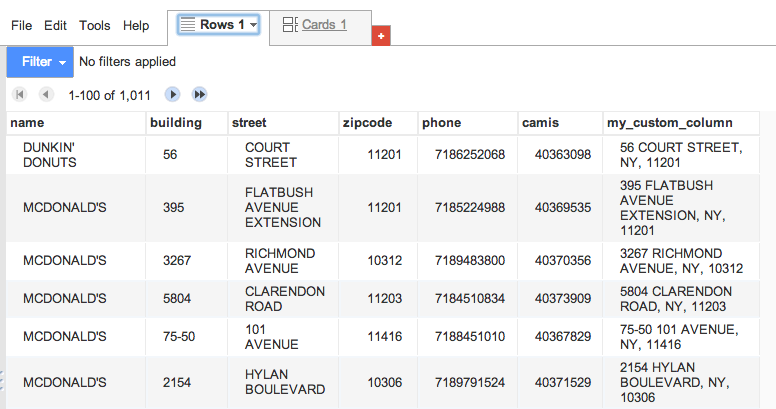 File Edit Tools Help Rows 1 Cards 1 +
Filter No filters applied
1-100 of 1,011
name building street zipcode phone camis my_custom_column
DUNKIN' DONUTS 56 COURT STREET 11201 7186252068 40363098 56 COURT STREET, NY, 11201
MCDONALD'S 395 FLATBUSH AVENUE EXTENSION 11201 7185224988 40369535 395 FLATBUSH AVENUE EXTENSION, NY, 11201
MCDONALD'S 3267 RICHMOND AVENUE 10312 7189483800 40370356 3267 RICHMOND AVENUE, NY, 10312
MCDONALD'S 5804 CLARENDON ROAD 11203 7184510834 40373909 5804 CLARENDON ROAD, NY, 11203
MCDONALD'S 75-50 101 AVENUE 11416 7188451010 40367829 75-50 101 AVENUE, NY, 11416
MCDONALD'S 2154 HYLAN BOULEVARD 10306 7189791524 40371529 2154 HYLAN BOULEVARD, NY, 10306